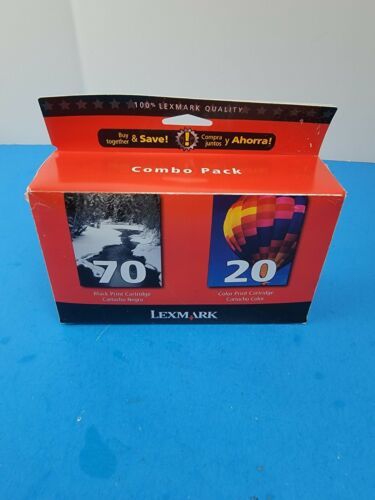 100% LEXMARK QUALITY
Buy together & Save! Compra juntos y Ahorra!
Combo Pack
70
20
Black Print Cartridge
Cartucho Negro
Color Print Cartridge
Cartucho Color
LEXMARK